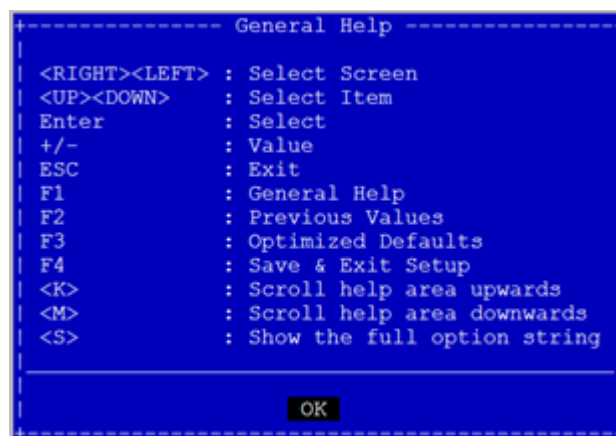 General Help
<RIGHT><LEFT> : Select Screen
<UP><DOWN> : Select Item
Enter : Select
+/- : Value
ESC : Exit
F1 : General Help
F2 : Previous Values
F3 : Optimized Defaults
F4 : Save & Exit Setup
<K> : Scroll help area upwards
<M> : Scroll help area downwards
<S> : Show the full option string
OK